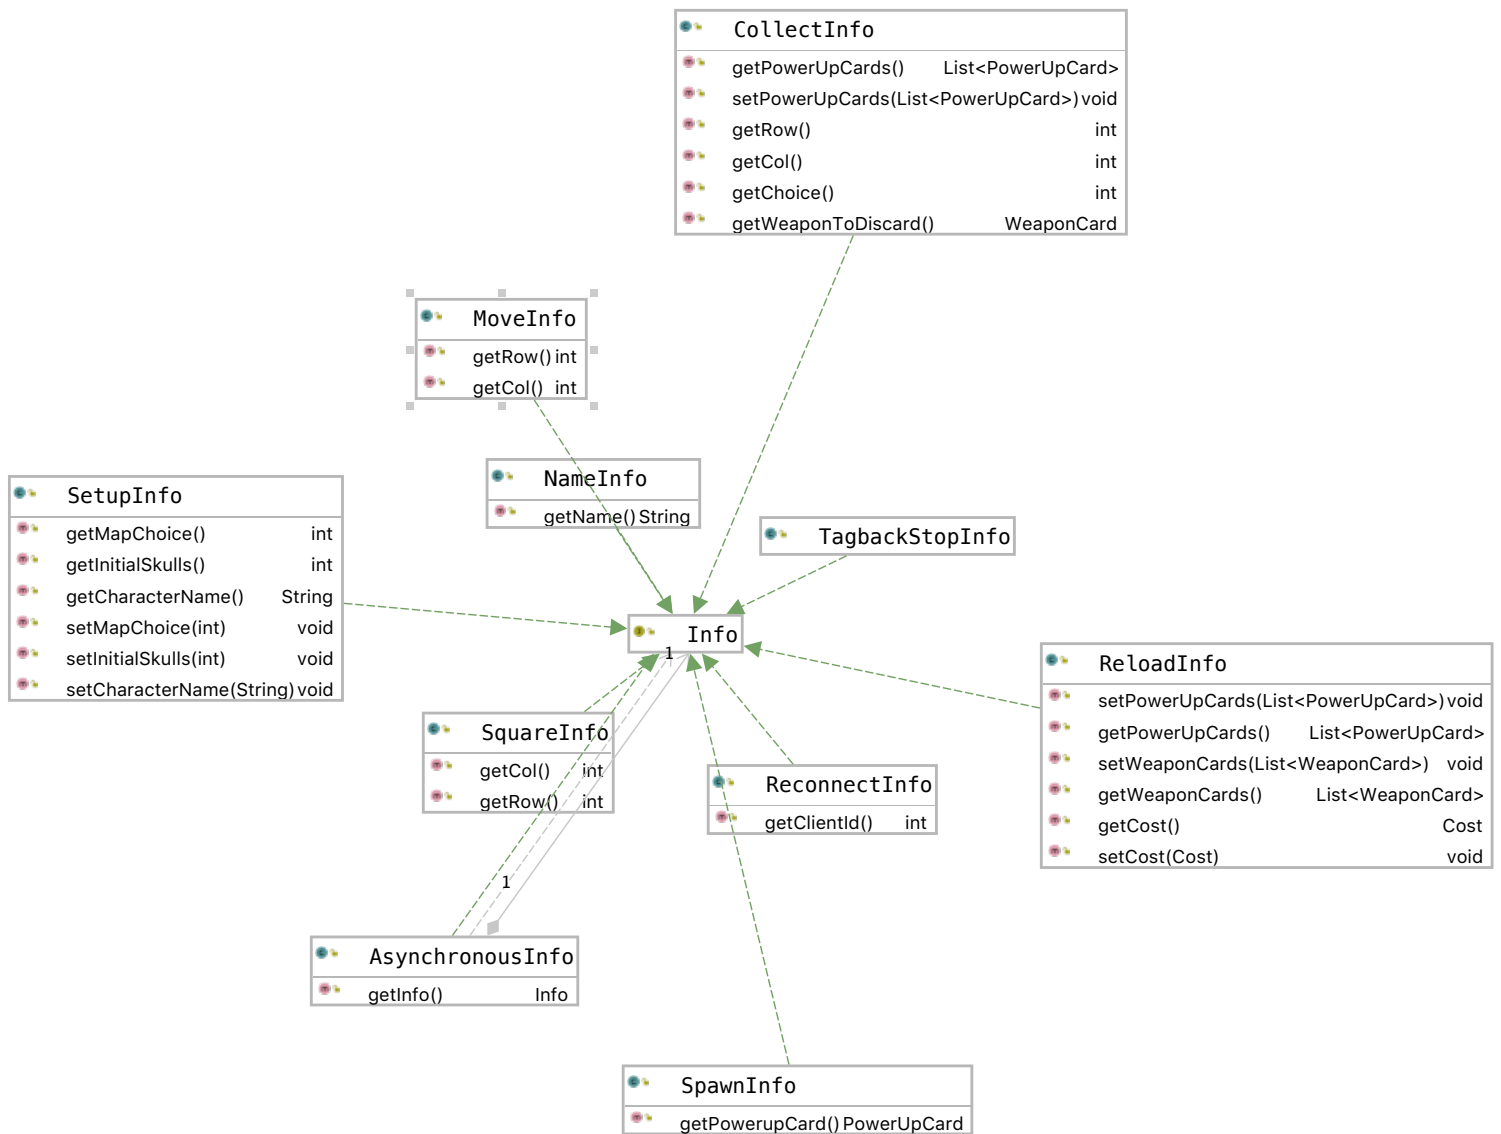 CollectInfo
getPowerUpCards() List<PowerUpCard>
setPowerUpCards(List<PowerUpCard>) void
getRow() int
getCol() int
getChoice() int
getWeaponToDiscard() WeaponCard
MoveInfo
getRow() int
getCol() int
NameInfo
getName() String
SetupInfo
getMapChoice() int
getInitialSkulls() int
getCharacterName() String
setMapChoice(int) void
setInitialSkulls(int) void
setCharacterName(String) void
TagbackStopInfo
Info
1
ReloadInfo
setPowerUpCards(List<PowerUpCard>) void
getPowerUpCards() List<PowerUpCard>
setWeaponCards(List<WeaponCard>) void
getWeaponCards() List<WeaponCard>
getCost() Cost
setCost(Cost) void
SquareInfo
getCol() int
getRow() int
ReconnectInfo
getClientId() int
1
AsynchronousInfo
getInfo() Info
SpawnInfo
getPowerupCard() PowerUpCard